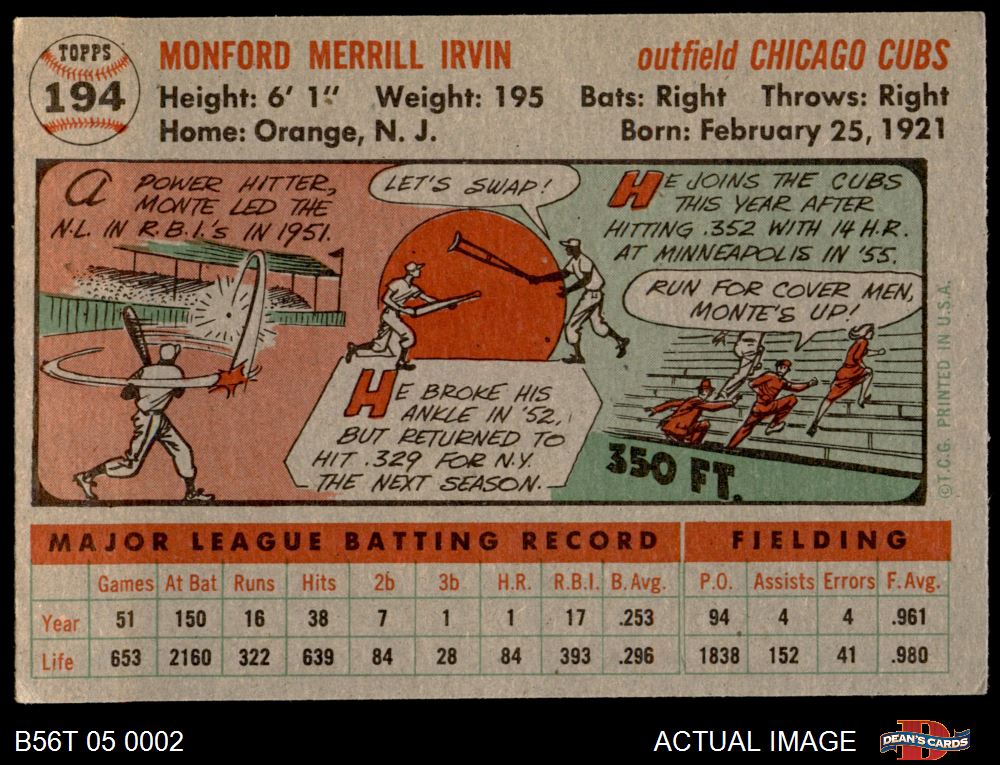 TOPPS
194
MONFORD MERRILL IRVIN
outfield CHICAGO CUBS
Height: 6' 1" Weight: 195 Bats: Right Throws: Right
Home: Orange, N. J. Born: February 25, 1921
A POWER HITTER,
MONTE LED THE
N.L. IN R.B.I.'s IN 1951.
LET'S SWAP!
HE BROKE HIS
ANKLE IN '52,
BUT RETURNED TO
HIT .329 FOR N.Y.
THE NEXT SEASON.
HE JOINS THE CUBS
THIS YEAR AFTER
HITTING .352 WITH 14 H.R.
AT MINNEAPOLIS IN '55.
RUN FOR COVER MEN,
MONTE'S UP!
350 FT.
©T.C.G. PRINTED IN U.S.A.
MAJOR LEAGUE BATTING RECORD FIELDING
Games At Bat Runs Hits 2b 3b H.R. R.B.I. B. Avg. P.O. Assists Errors F. Avg.
Year 51 150 16 38 7 1 1 17 .253 94 4 4 .961
Life 653 2160 322 639 84 28 84 393 .296 1838 152 41 .980
B56T 05 0002
ACTUAL IMAGE
DEAN'S CARDS